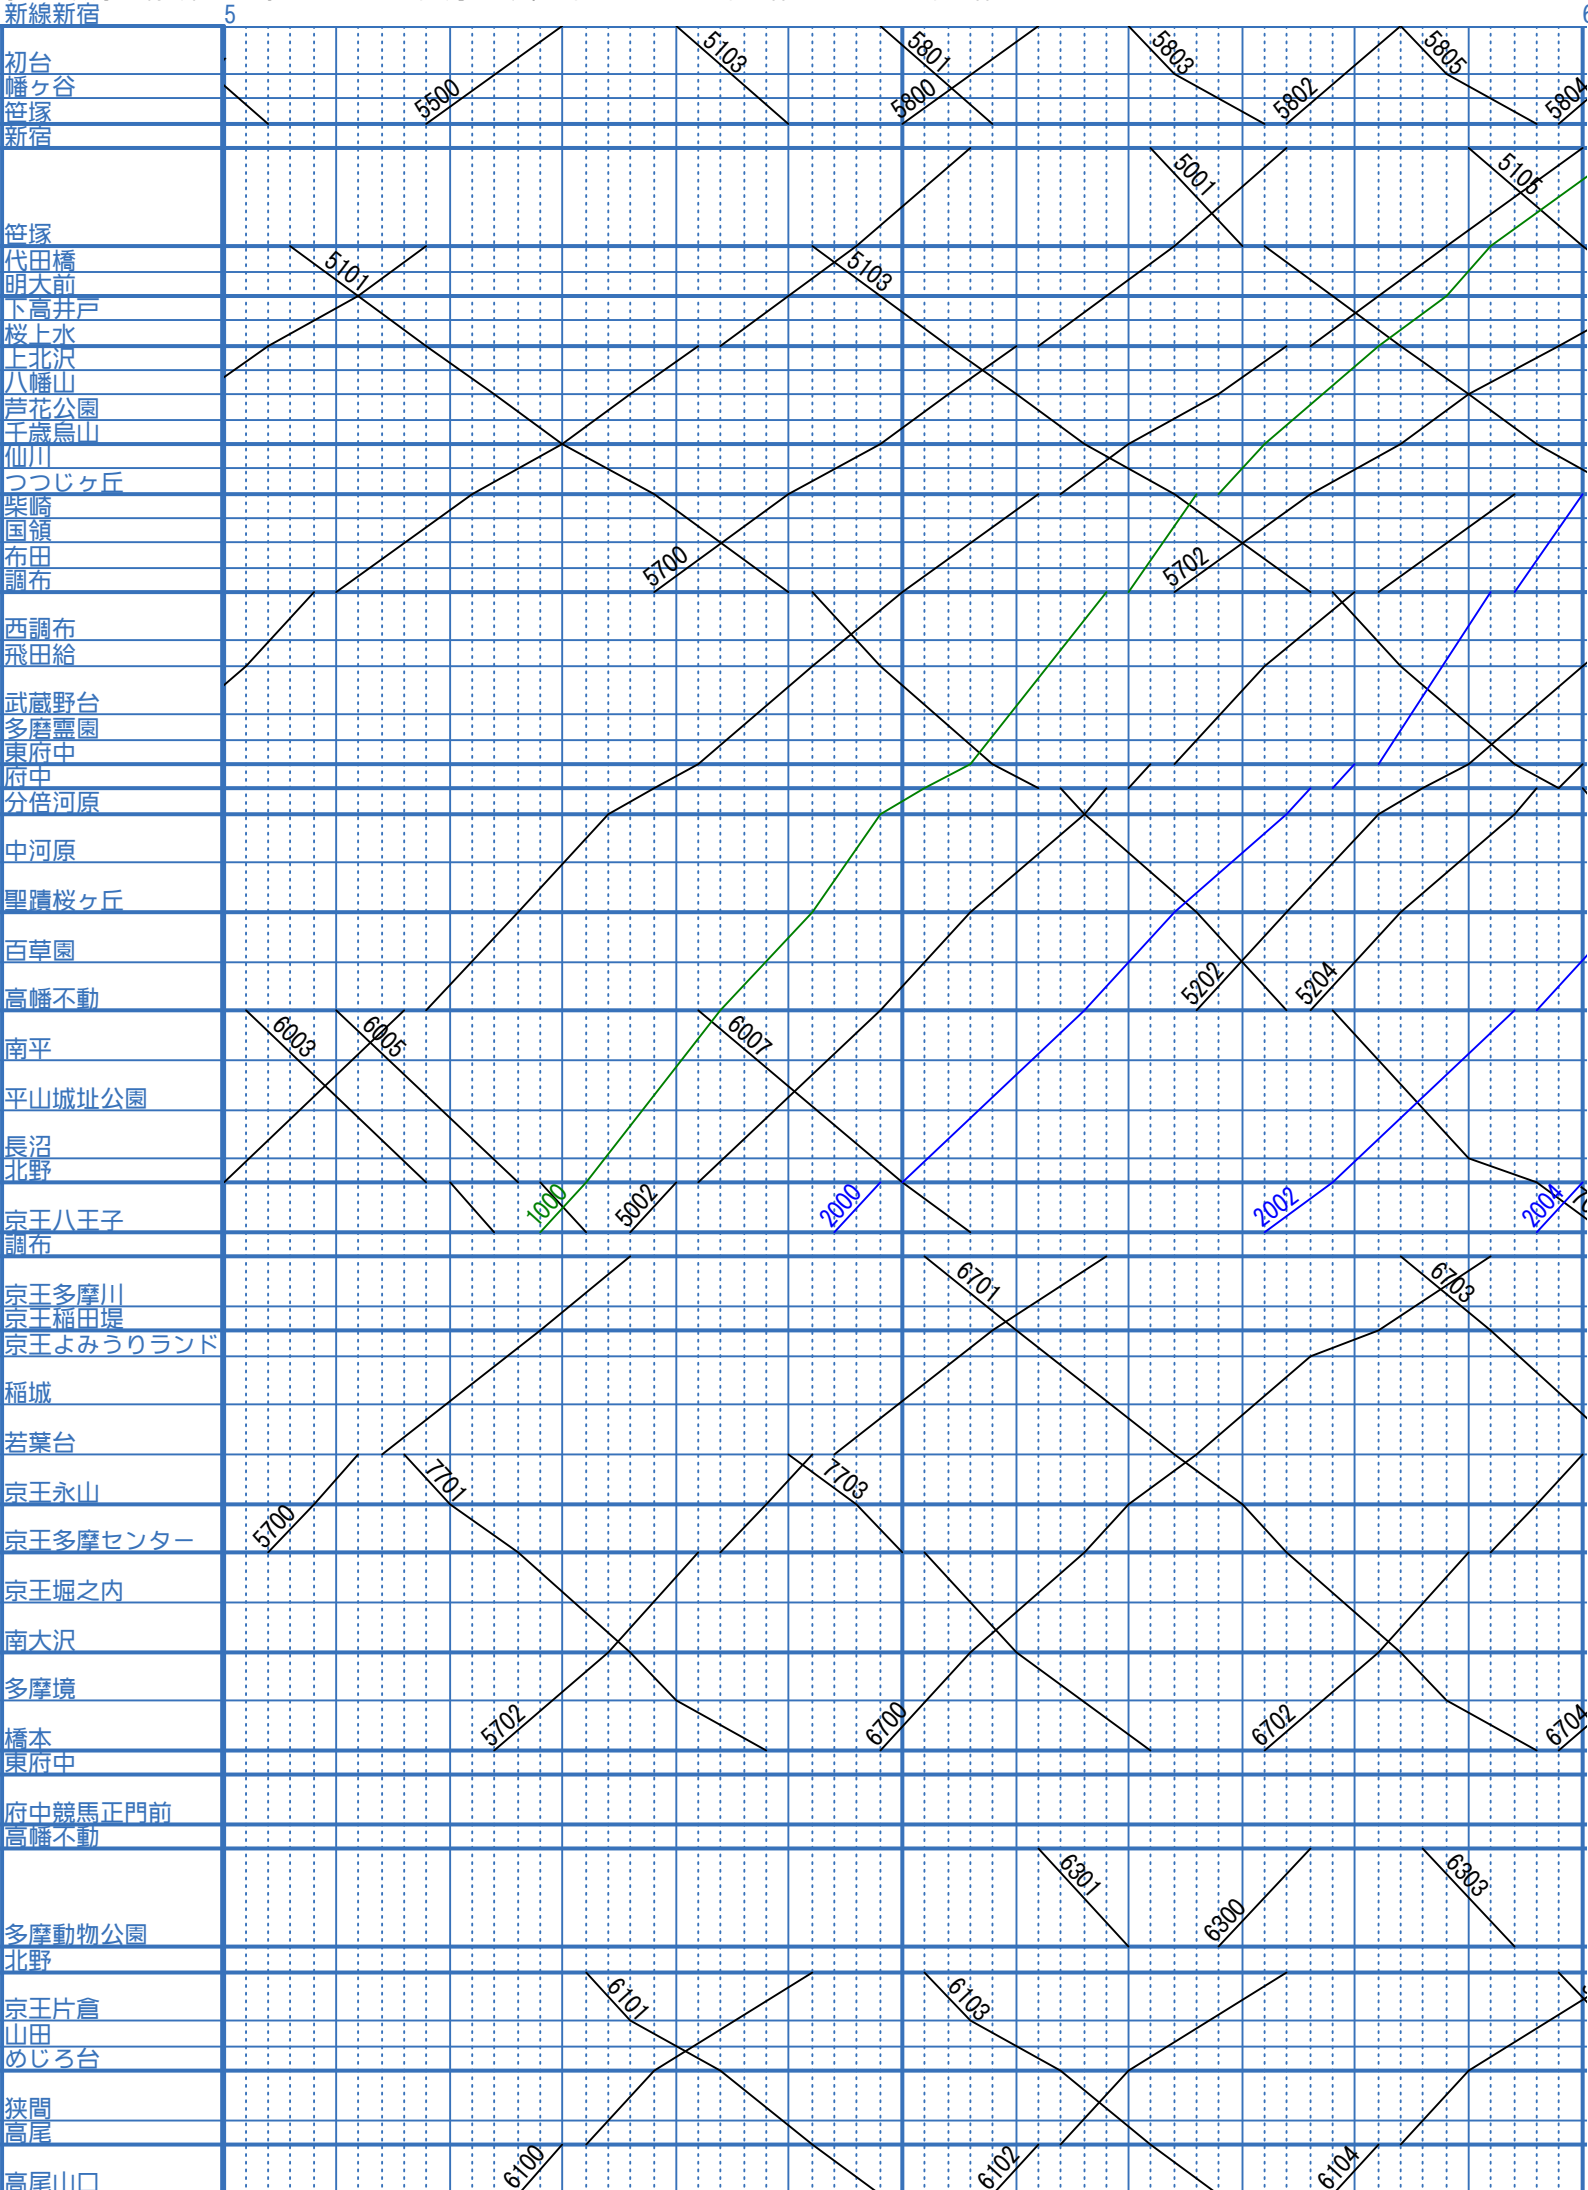 新線新宿 5 6
初台 5103 5801 5803 5805
幡ヶ谷 5500 5800 5802 5804
笹塚
新宿
5001 5105
笹塚
代田橋 5101 5103
明大前
下高井戸
桜上水
上北沢
八幡山
芦花公園
千歳烏山
仙川
つつじヶ丘
柴崎
国領
布田 5700 5702
調布
西調布
飛田給
武蔵野台
多磨霊園
東府中
府中
分倍河原
中河原
聖蹟桜ヶ丘
百草園
高幡不動 5202 5204
南平 6003 6005 6007
平山城址公園
長沼
北野
京王八王子 1000 5002 2000 2002 2004
調布
京王多摩川 6701 6703
京王稲田堤
京王よみうりランド
稲城
若葉台
京王永山 7701 7703
京王多摩センター 5700
京王堀之内
南大沢
多摩境
橋本 5702 6700 6702 6704
東府中
府中競馬正門前
高幡不動
6301 6303
多摩動物公園 6300
北野
京王片倉 6101 6103
山田
めじろ台
狭間
高尾
高尾山口 6100 6102 6104